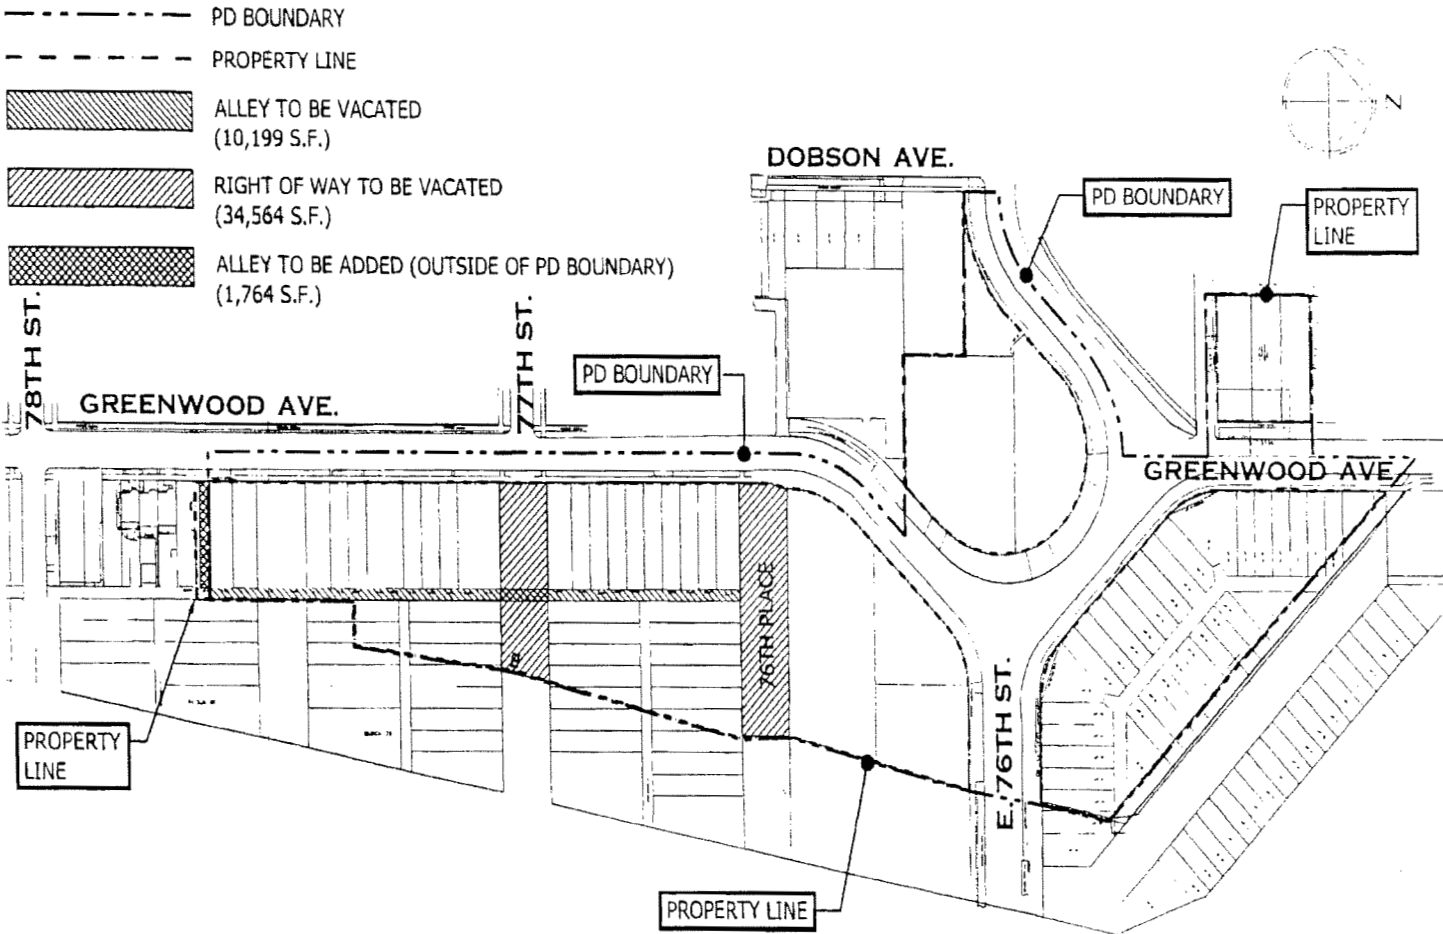 PD BOUNDARY
PROPERTY LINE
ALLEY TO BE VACATED
(10,199 S.F.)
RIGHT OF WAY TO BE VACATED
(34,564 S.F.)
ALLEY TO BE ADDED (OUTSIDE OF PD BOUNDARY)
(1,764 S.F.)
N
DOBSON AVE.
PD BOUNDARY
PROPERTY
LINE
78TH ST.
77TH ST.
PD BOUNDARY
GREENWOOD AVE.
GREENWOOD AVE
76TH PLACE
E. 76TH ST.
PROPERTY
LINE
PROPERTY LINE